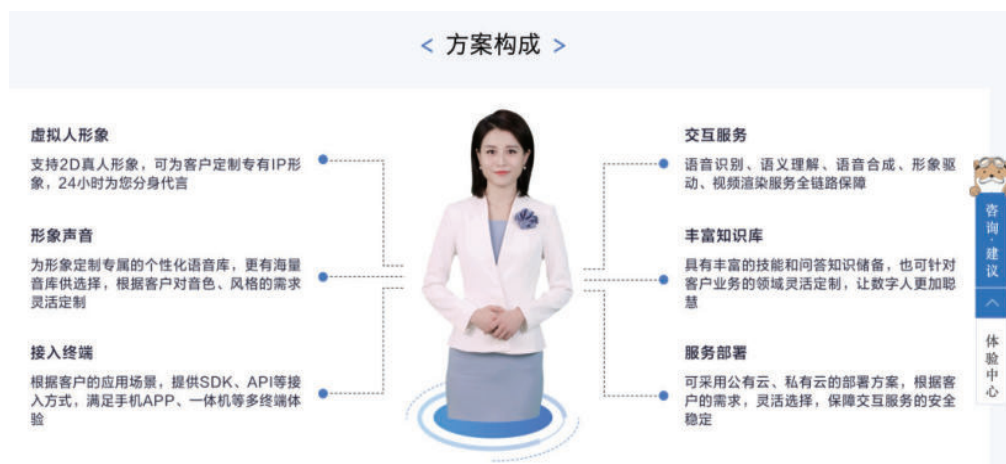 < 方案构成 >
虚拟人形象
支持2D真人形象，可为客户定制专有IP形
象，24小时为您分身代言
形象声音
为形象定制专属的个性化语音库，更有海量
音库供选择，根据客户对音色、风格的需求
灵活定制
接入终端
根据客户的应用场景，提供SDK、API等接
入方式，满足手机APP、一体机等多终端体
验
交互服务
语音识别、语义理解、语音合成、形象驱
动、视频渲染服务全链路保障
丰富知识库
具有丰富的技能和问答知识储备，也可针对
客户业务的领域灵活定制，让数字人更加聪
慧
服务部署
可采用公有云、私有云的部署方案，根据客
户的需求，灵活选择，保障交互服务的安全
稳定
咨询·建议
体验中心